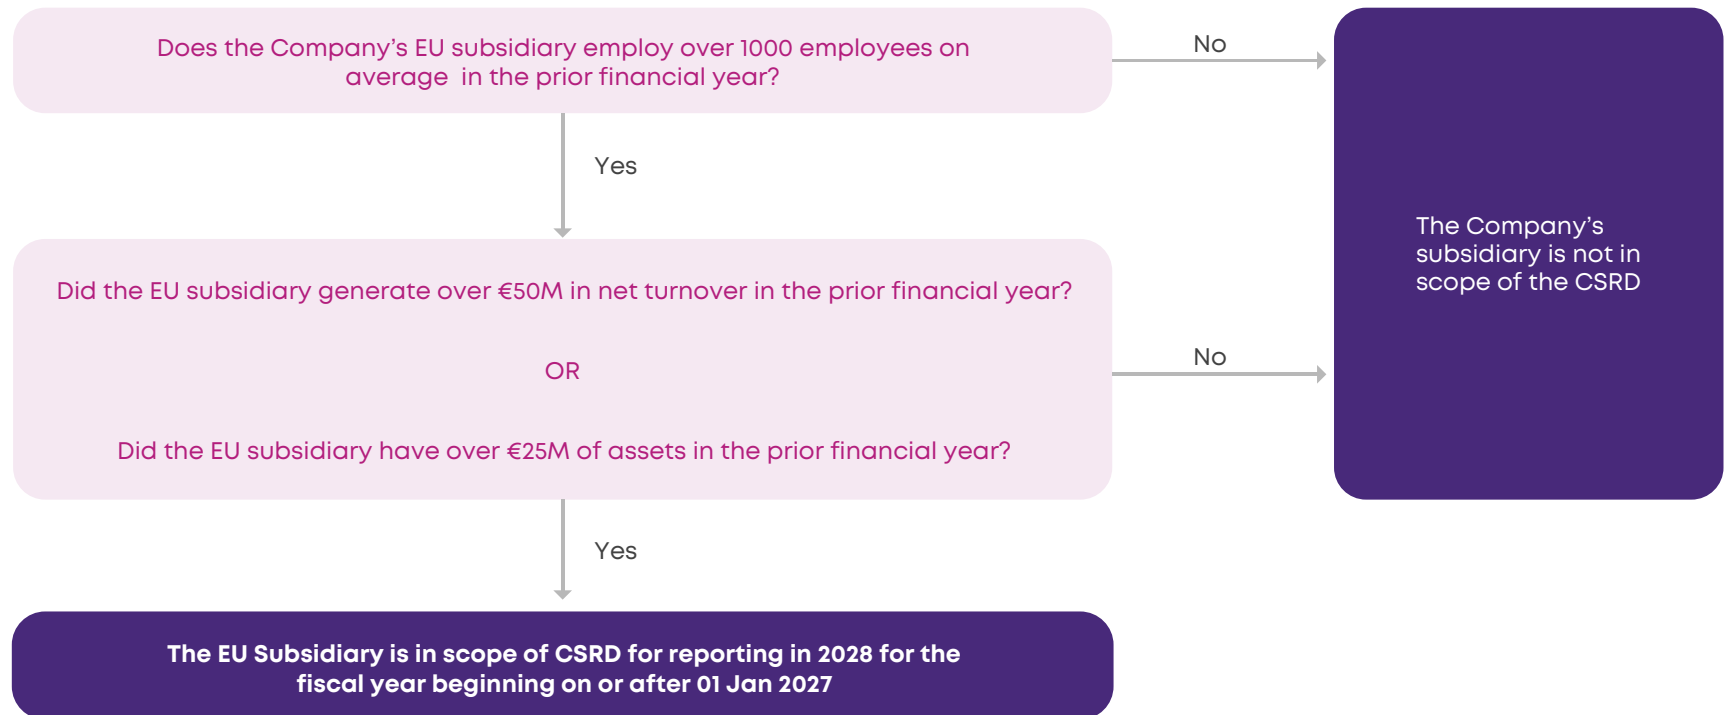 Does the Company’s EU subsidiary employ over 1000 employees on
average in the prior financial year?
No
Yes
Did the EU subsidiary generate over €50M in net turnover in the prior financial year?
OR
Did the EU subsidiary have over €25M of assets in the prior financial year?
No
The Company’s
subsidiary is not in
scope of the CSRD
Yes
The EU Subsidiary is in scope of CSRD for reporting in 2028 for the
fiscal year beginning on or after 01 Jan 2027